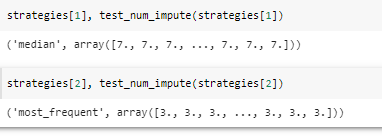 strategies[1], test_num_impute(strategies[1])
('median', array([7., 7., 7., ..., 7., 7., 7.]))
strategies[2], test_num_impute(strategies[2])
('most_frequent', array([3., 3., 3., ..., 3., 3., 3.]))